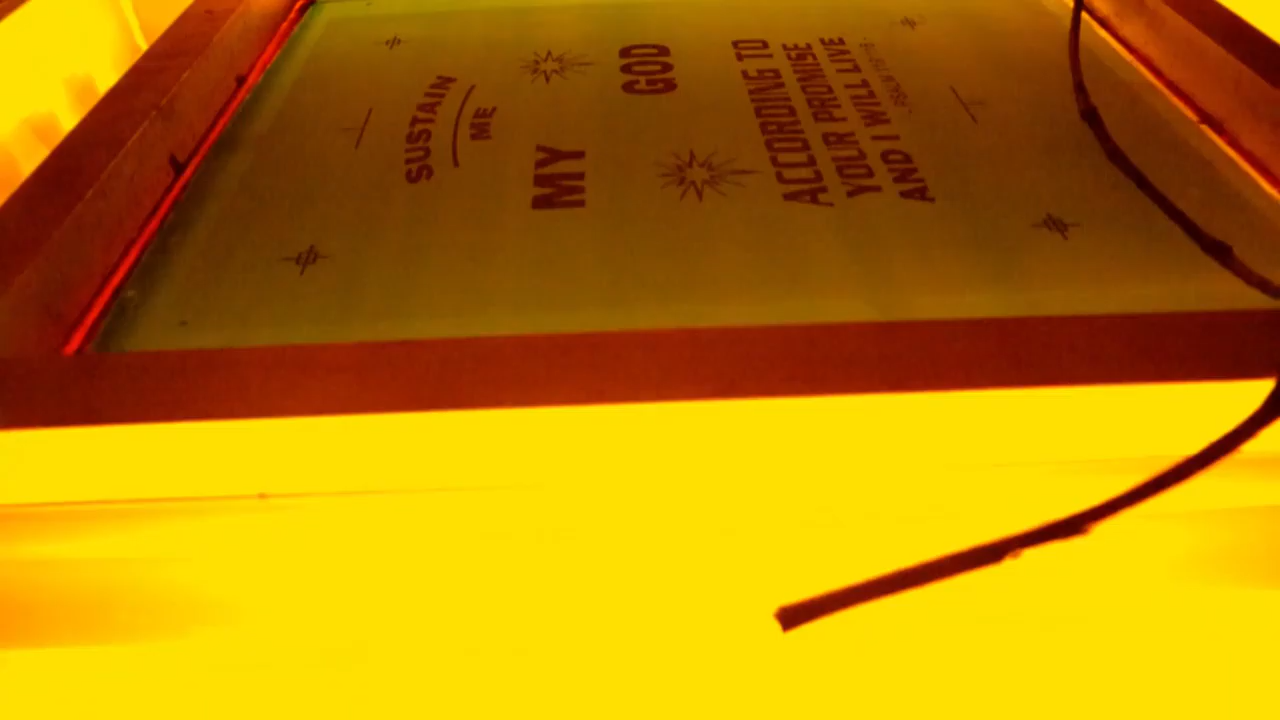 SUSTAIN
ME
MY
GOD
ACCORDING TO
YOUR PROMISE
AND I WILL LIVE